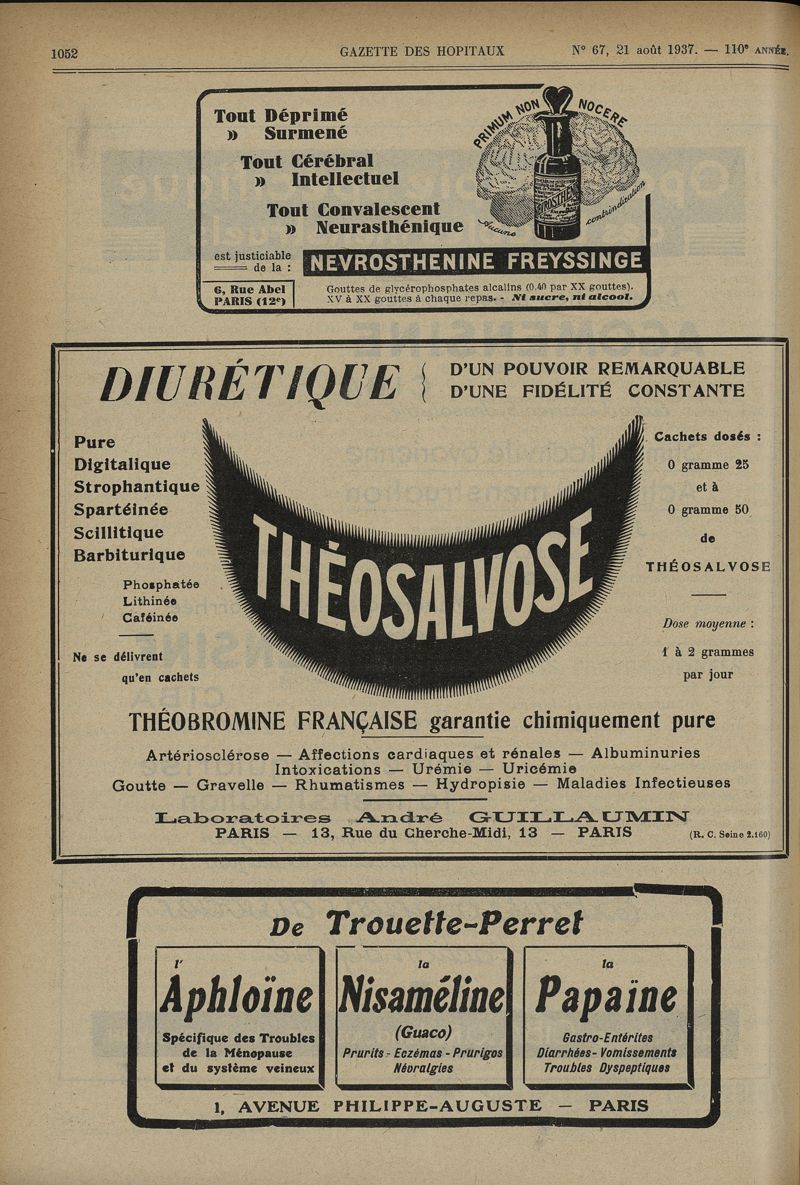 1052 GAZETTE DES HOPITAUX N° 67, 21 août 1937. — 110e ANNÉE.
Tout Déprimé
» Surmené
Tout Cérébral
» Intellectuel
Tout Convalescent
» Neurasthénique
PRIMUM NON NOCERE
Aucune contrindication
est justiciable
de la :
NEVROSTHENINE FREYSSINGE
6, Rue Abel
PARIS (12e)
Gouttes de glycérophosphates alcalins (0.40 par XX gouttes).
XV à XX gouttes à chaque repas. - Ni sucre, ni alcool.
DIURÉTIQUE
D'UN POUVOIR REMARQUABLE
D'UNE FIDÉLITÉ CONSTANTE
Pure
Digitalique
Strophantique
Spartéinée
Scillitique
Barbiturique
Phosphatée
Lithinée
Caféinée
Ne se délivrent
qu'en cachets
THÉOSALVOSE
Cachets dosés :
0 gramme 25
et à
0 gramme 50
de
THÉOSALVOSE
Dose moyenne :
1 à 2 grammes
par jour
THÉOBROMINE FRANÇAISE garantie chimiquement pure
Artériosclérose — Affections cardiaques et rénales — Albuminuries
Intoxications — Urémie — Uricémie
Goutte — Gravelle — Rhumatismes — Hydropisie — Maladies Infectieuses
Laboratoires André GUILLAUMIN
PARIS — 13, Rue du Cherche-Midi, 13 — PARIS (R. C. Seine 2.160)
De Trouette-Perret
l'
Aphloïne
Spécifique des Troubles
de la Ménopause
et du système veineux
la
Nisaméline
(Guaco)
Prurits - Eczémas - Prurigos
Névralgies
la
Papaïne
Gastro-Entérites
Diarrhées - Vomissements
Troubles Dyspeptiques
1, AVENUE PHILIPPE-AUGUSTE — PARIS